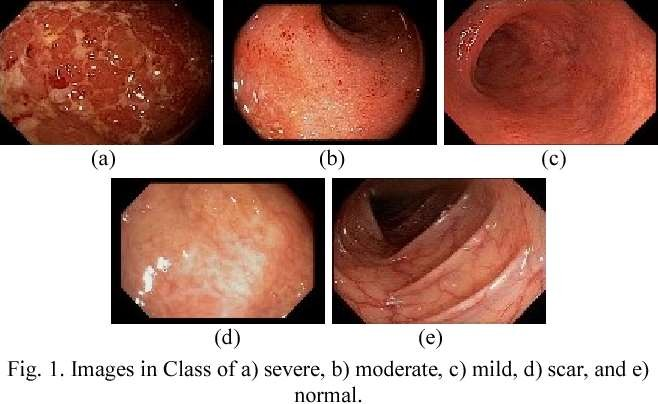 (a)
(b)
(c)
(d)
(e)
Fig. 1. Images in Class of a) severe, b) moderate, c) mild, d) scar, and e)
normal.